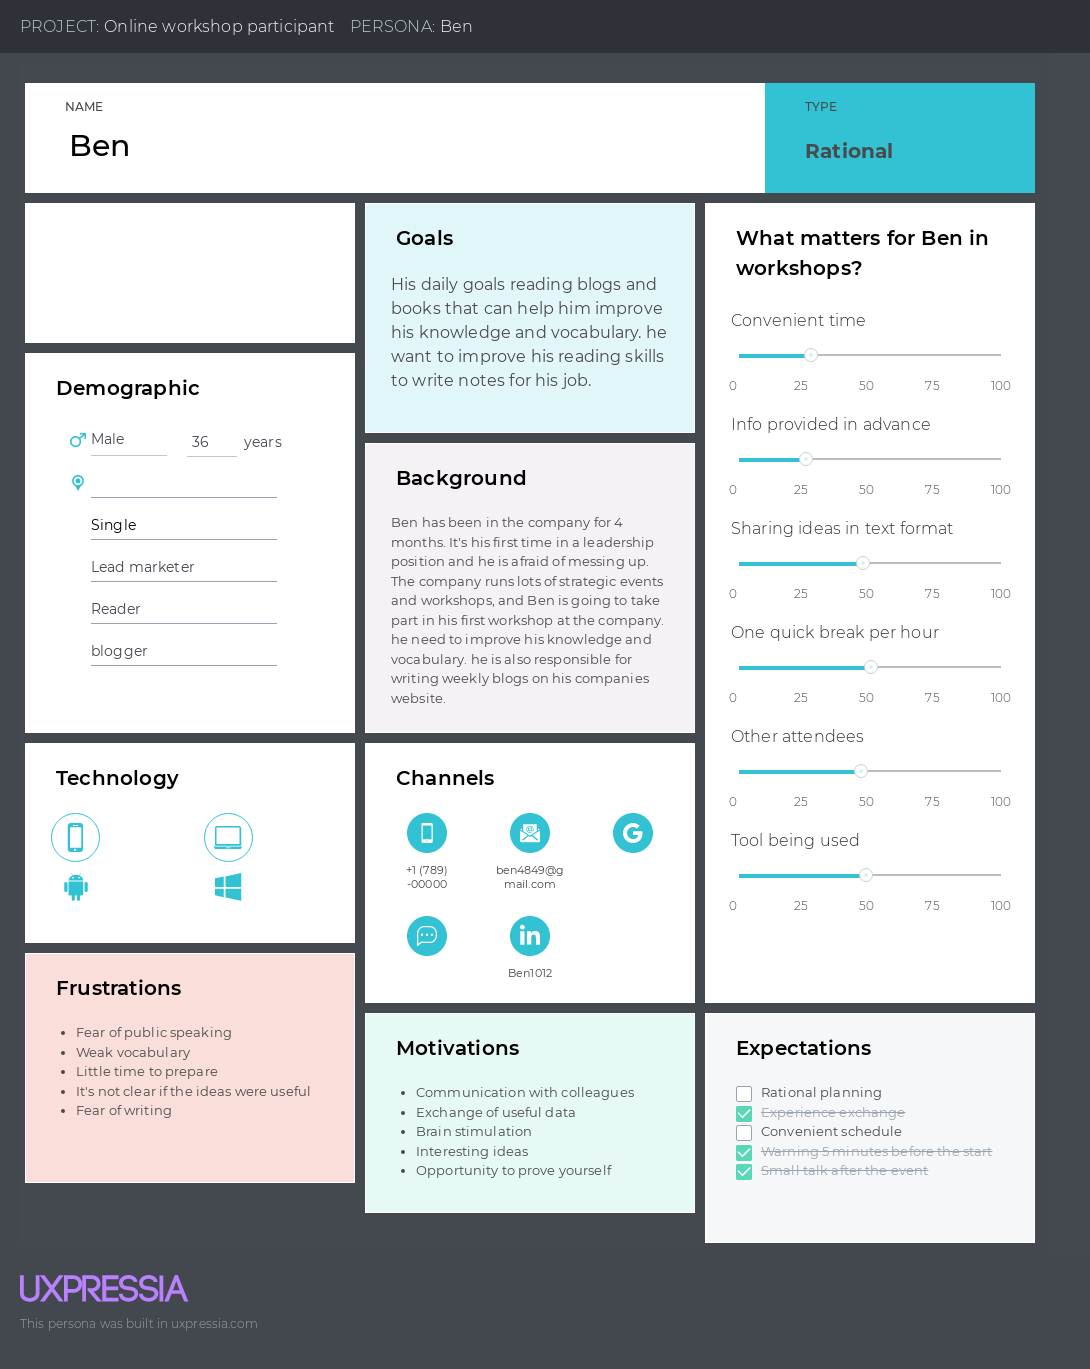 PROJECT: Online workshop participant PERSONA: Ben
NAME
Ben
TYPE
Rational
Demographic
Male
36 years
Single
Lead marketer
Reader
blogger
Technology
Frustrations
Fear of public speaking
Weak vocabulary
Little time to prepare
It's not clear if the ideas were useful
Fear of writing
Goals
His daily goals reading blogs and
books that can help him improve
his knowledge and vocabulary. he
want to improve his reading skills
to write notes for his job.
Background
Ben has been in the company for 4
months. It's his first time in a leadership
position and he is afraid of messing up.
The company runs lots of strategic events
and workshops, and Ben is going to take
part in his first workshop at the company.
he need to improve his knowledge and
vocabulary. he is also responsible for
writing weekly blogs on his companies
website.
Channels
+1 (789)
-00000
ben4849@g
mail.com
G
in
Ben1012
Motivations
Communication with colleagues
Exchange of useful data
Brain stimulation
Interesting ideas
Opportunity to prove yourself
What matters for Ben in
workshops?
Convenient time
0 25 50 75 100
Info provided in advance
0 25 50 75 100
Sharing ideas in text format
0 25 50 75 100
One quick break per hour
0 25 50 75 100
Other attendees
0 25 50 75 100
Tool being used
0 25 50 75 100
Expectations
Rational planning
Experience exchange
Convenient schedule
Warning 5 minutes before the start
Small talk after the event
UXPRESSIA
This persona was built in uxpressia.com